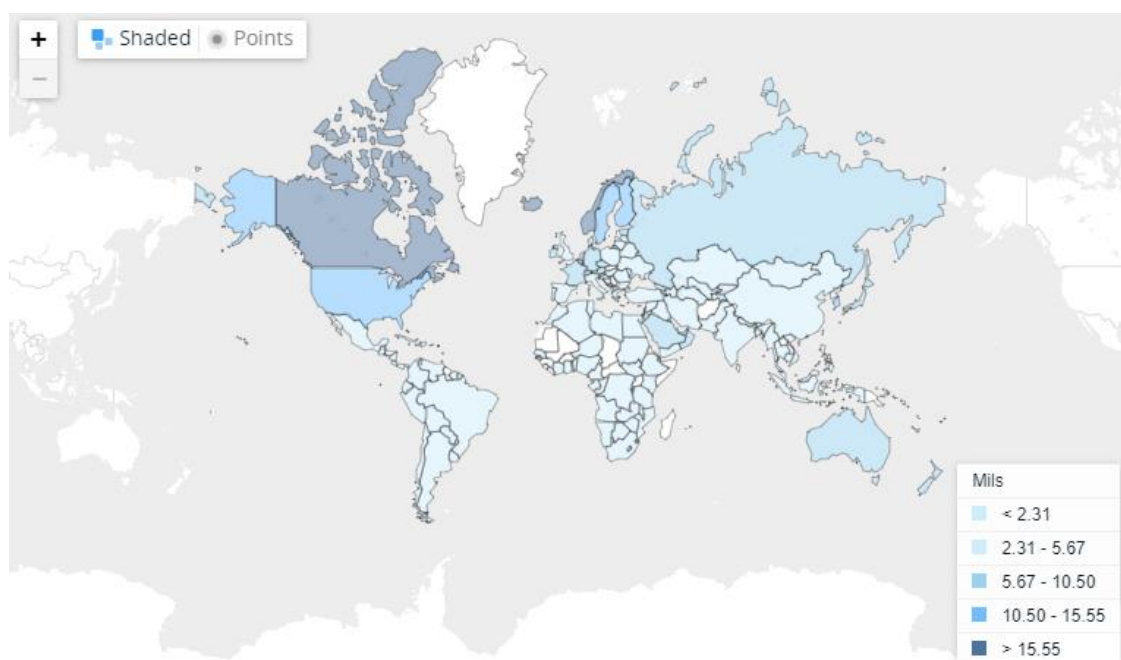 +
Shaded Points
−
Mils
< 2.31
2.31 - 5.67
5.67 - 10.50
10.50 - 15.55
> 15.55